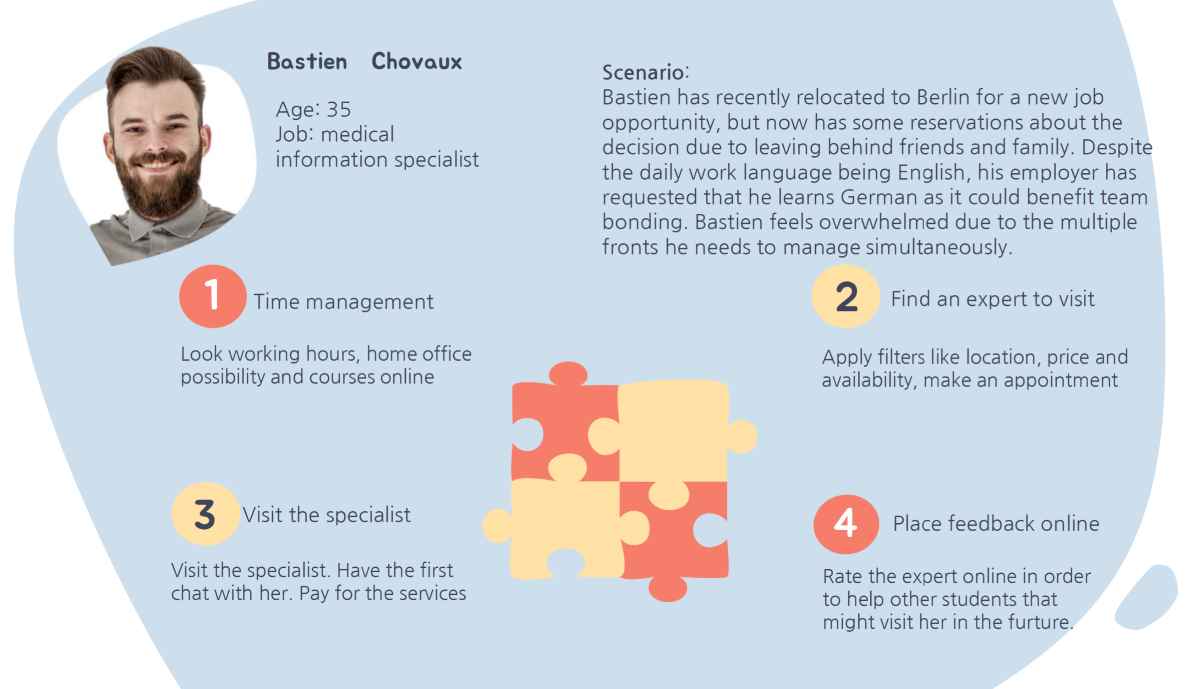 Bastien Chovaux
Age: 35
Job: medical
information specialist
Scenario:
Bastien has recently relocated to Berlin for a new job
opportunity, but now has some reservations about the
decision due to leaving behind friends and family. Despite
the daily work language being English, his employer has
requested that he learns German as it could benefit team
bonding. Bastien feels overwhelmed due to the multiple
fronts he needs to manage simultaneously.
1
Time management
Look working hours, home office
possibility and courses online
2
Find an expert to visit
Apply filters like location, price and
availability, make an appointment
3
Visit the specialist
Visit the specialist. Have the first
chat with her. Pay for the services
4
Place feedback online
Rate the expert online in order
to help other students that
might visit her in the furture.